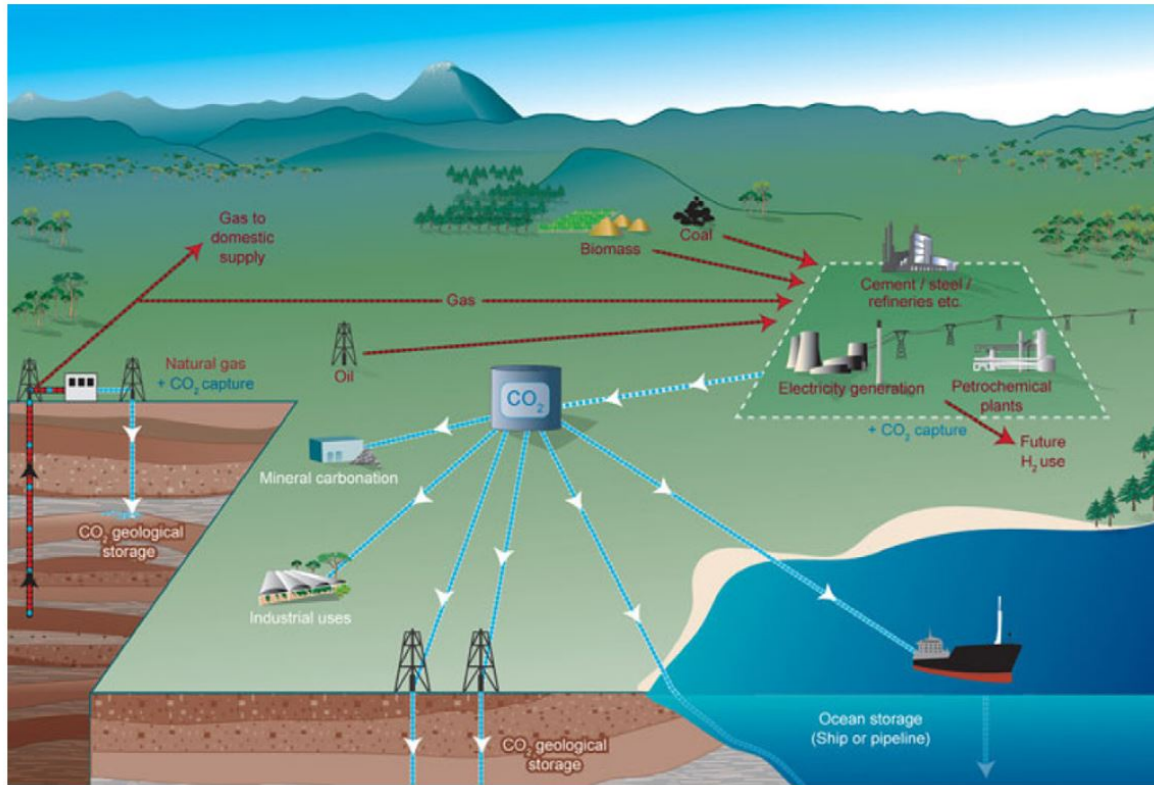 Gas to
domestic
supply
Biomass
Coal
Cement / steel /
refineries etc.
Gas
Oil
Natural gas
+ CO₂ capture
Electricity generation
Petrochemical
plants
+ CO₂ capture
Future
H₂ use
CO₂
Mineral carbonation
CO₂ geological
storage
Industrial uses
Ocean storage
(Ship or pipeline)
CO₂ geological
storage